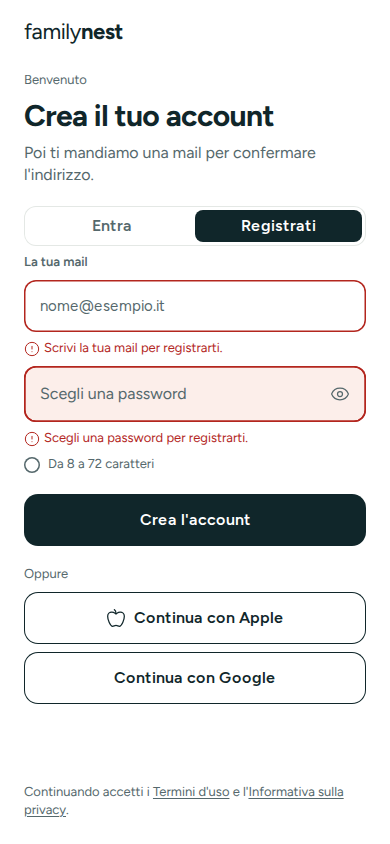 familynest
Benvenuto
Crea il tuo account
Poi ti mandiamo una mail per confermare
l'indirizzo.
Entra
Registrati
La tua mail
nome@esempio.it
Scrivi la tua mail per registrarti.
Scegli una password
Scegli una password per registrarti.
Da 8 a 72 caratteri
Crea l'account
Oppure
Continua con Apple
Continua con Google
Continuando accetti i Termini d'uso e l'Informativa sulla
privacy.